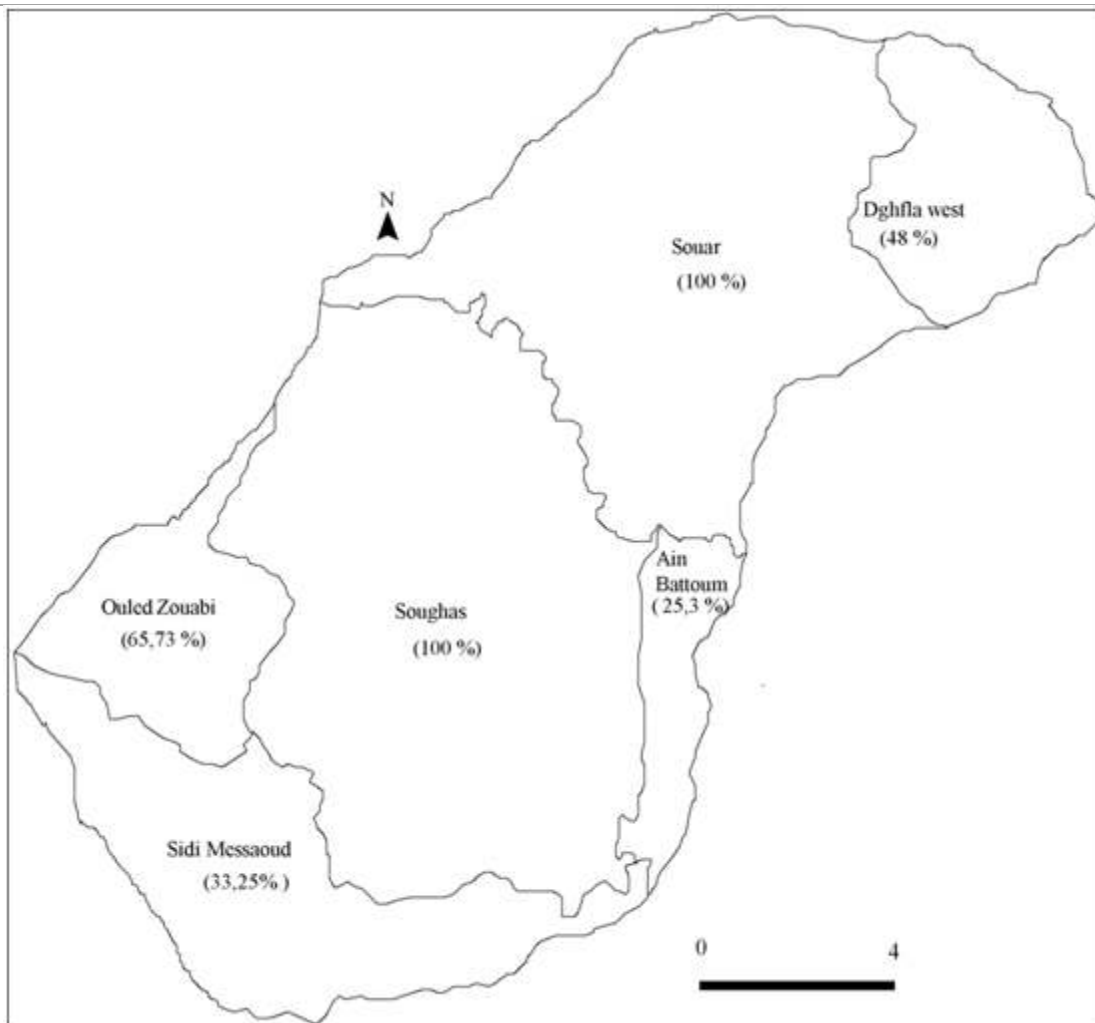 N
Dghfla west
(48 %)
Souar
(100 %)
Ain
Battoum
( 25,3 %)
Ouled Zouabi
(65,73 %)
Soughas
(100 %)
Sidi Messaoud
(33,25% )
0 4